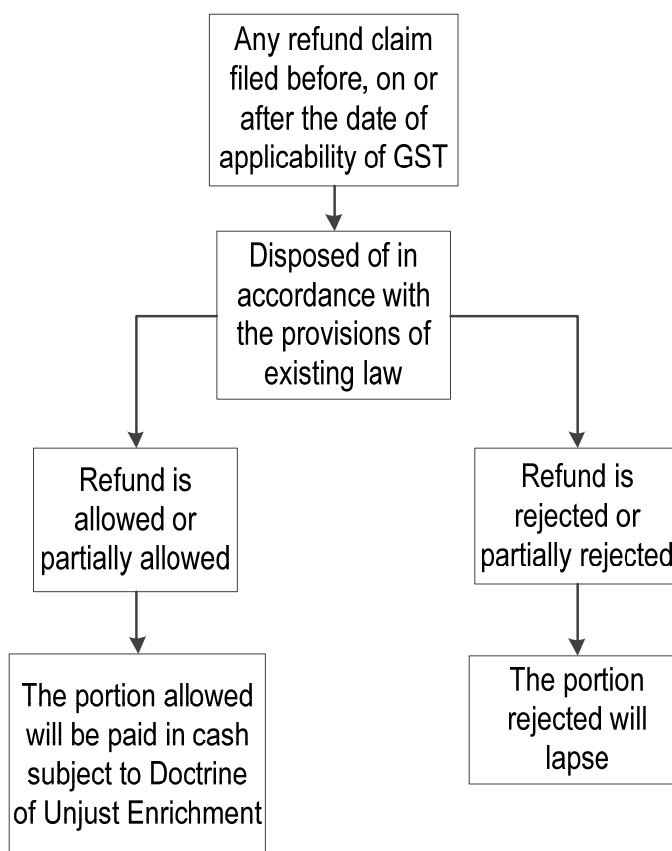 Any refund claim
filed before, on or
after the date of
applicability of GST
Disposed of in
accordance with
the provisions of
existing law
Refund is
allowed or
partially allowed
Refund is
rejected or
partially rejected
The portion allowed
will be paid in cash
subject to Doctrine
of Unjust Enrichment
The portion
rejected will
lapse